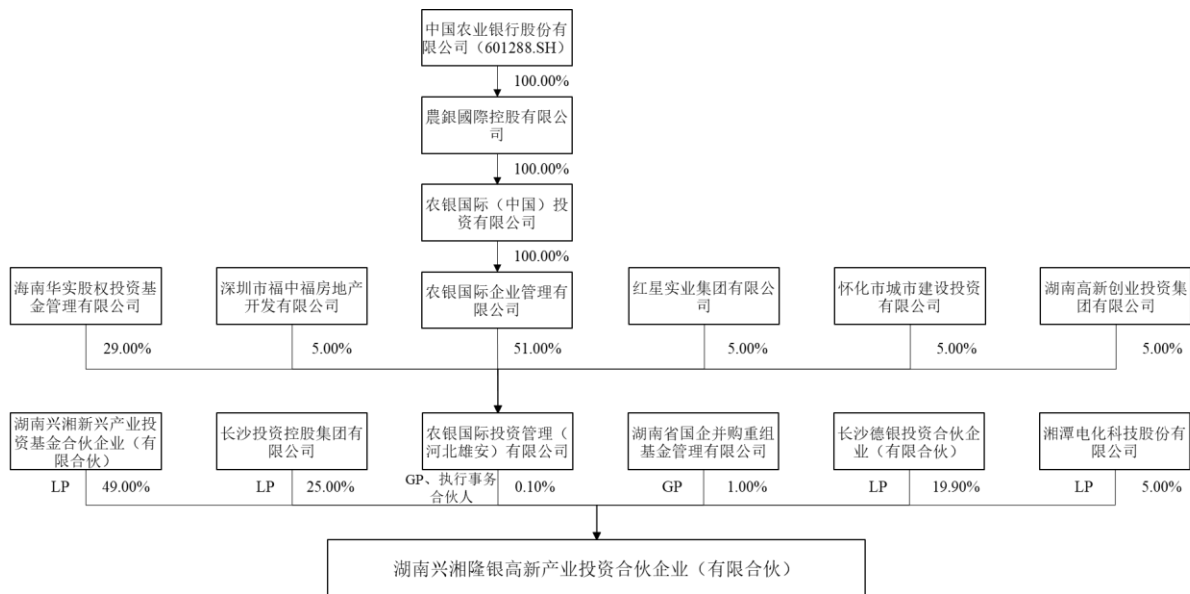 中国农业银行股份有
限公司（601288.SH）
100.00%
農銀國際控股有限公
司
100.00%
农银国际（中国）投
资有限公司
100.00%
海南华实股权投资基
金管理有限公司
深圳市福中福房地产
开发有限公司
农银国际企业管理有
限公司
红星实业集团有限公
司
怀化市城市建设投资
有限公司
湖南高新创业投资集
团有限公司
29.00%
5.00%
51.00%
5.00%
5.00%
5.00%
湖南兴湘新兴产业投
资基金合伙企业（有
限合伙）
长沙投资控股集团有
限公司
农银国际投资管理（
河北雄安）有限公司
湖南省国企并购重组
基金管理有限公司
长沙德银投资合伙企
业（有限合伙）
湘潭电化科技股份有
限公司
LP 49.00%
LP 25.00%
GP、执行事务
合伙人
0.10%
GP 1.00%
LP 19.90%
LP 5.00%
湖南兴湘隆银高新产业投资合伙企业（有限合伙）